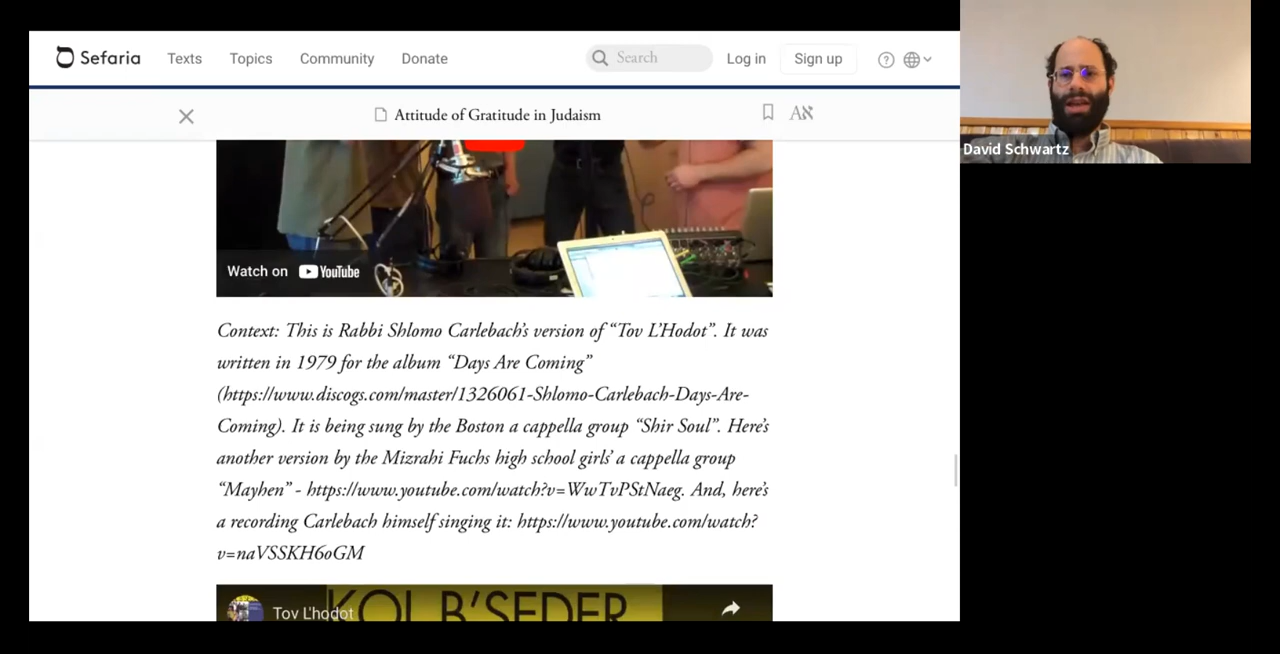 Sefaria
Texts
Topics
Community
Donate
Search
Log in
Sign up
Attitude of Gratitude in Judaism
Aא
Watch on YouTube
Context: This is Rabbi Shlomo Carlebach's version of “Tov L'Hodot”. It was
written in 1979 for the album “Days Are Coming”
(https://www.discogs.com/master/1326061-Shlomo-Carlebach-Days-Are-
Coming). It is being sung by the Boston a cappella group “Shir Soul”. Here's
another version by the Mizrahi Fuchs high school girls' a cappella group
“Mayhen” - https://www.youtube.com/watch?v=WwTvPStNaeg. And, here's
a recording Carlebach himself singing it: https://www.youtube.com/watch?
v=naVSSKH6oGM
KOL B'SEDER
Tov L'hodot
David Schwartz